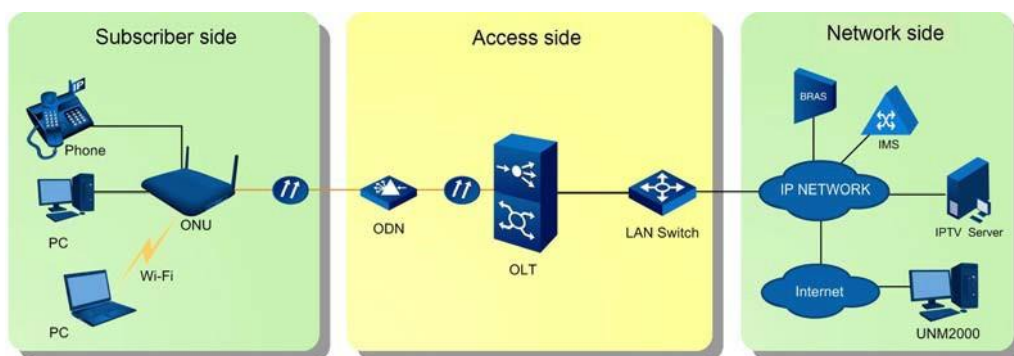 Subscriber side
IP
Phone
PC
ONU
Wi-Fi
PC
Access side
ODN
OLT
LAN Switch
Network side
BRAS
IMS
IP NETWORK
IPTV Server
Internet
UNM2000